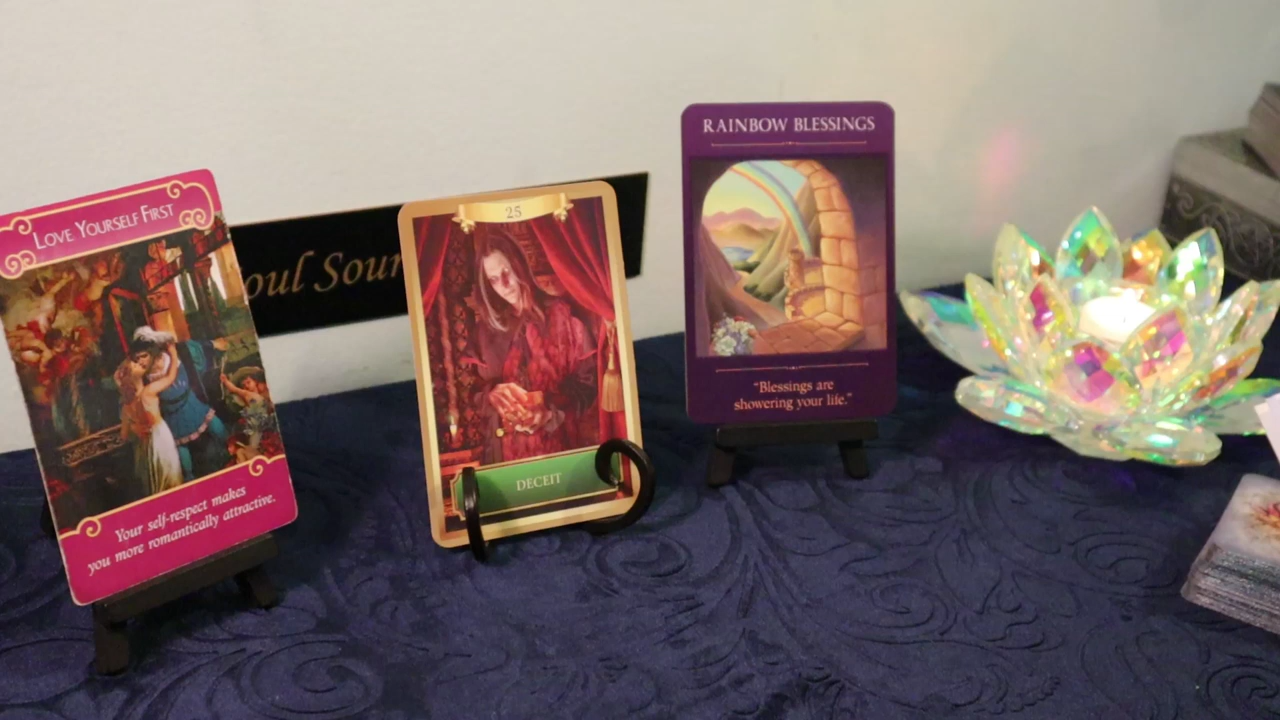 LOVE YOURSELF FIRST
Your self-respect makes
you more romantically attractive.
oul Sour
25
DECEIT
RAINBOW BLESSINGS
“Blessings are
showering your life.”